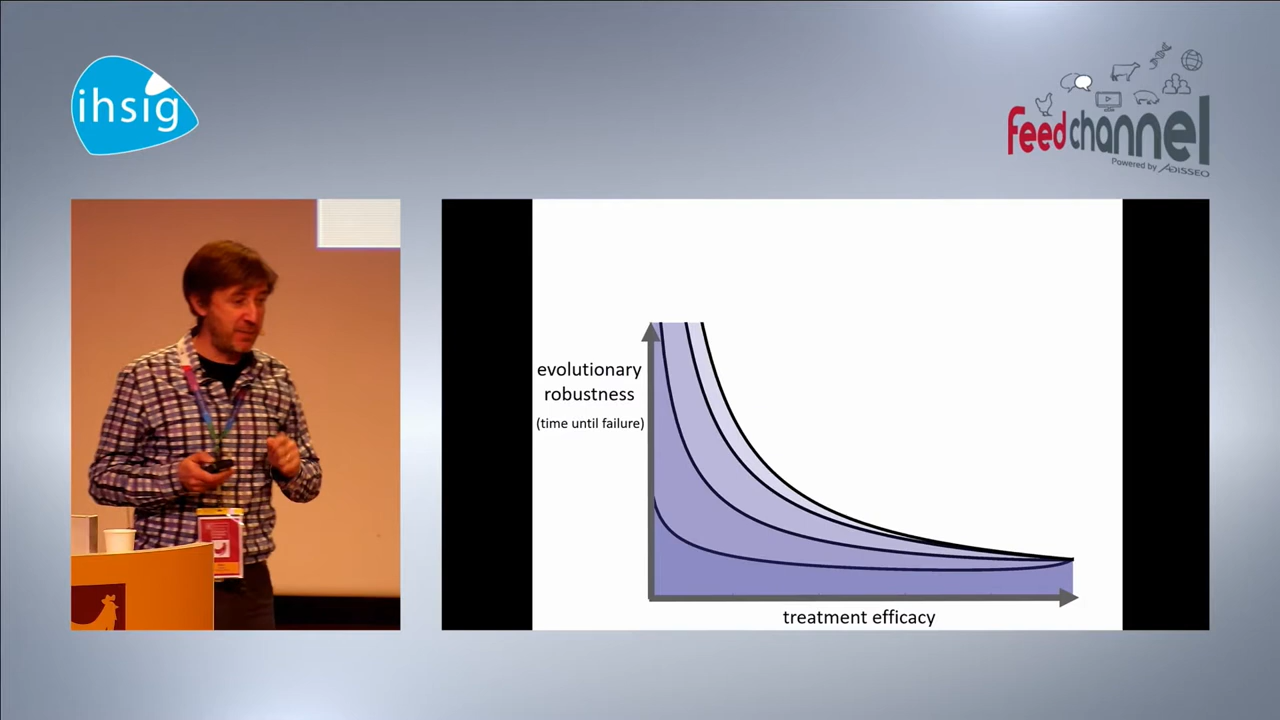 ihsig
feedchannel
Powered by ADISSEO
evolutionary
robustness
(time until failure)
treatment efficacy